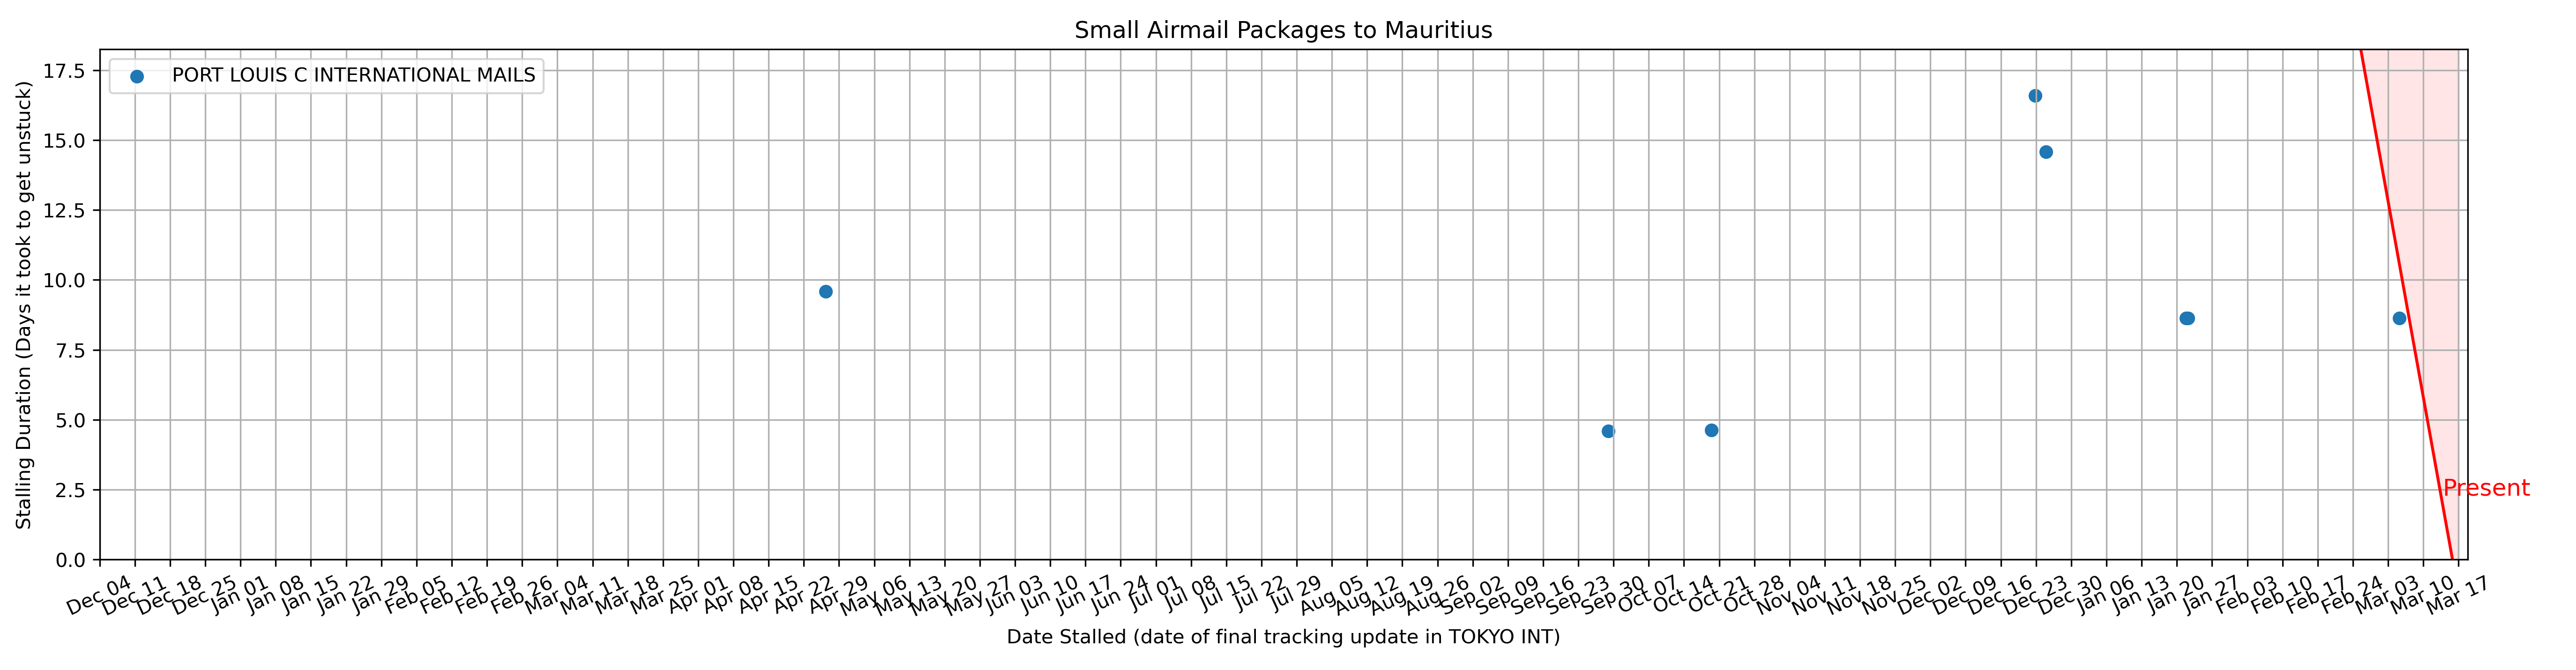 Small Airmail Packages to Mauritius
PORT LOUIS C INTERNATIONAL MAILS
Stalling Duration (Days it took to get unstuck)
17.5
15.0
12.5
10.0
7.5
5.0
2.5
0.0
Present
Dec 04
Dec 11
Dec 18
Dec 25
Jan 01
Jan 08
Jan 15
Jan 22
Jan 29
Feb 05
Feb 12
Feb 19
Feb 26
Mar 04
Mar 11
Mar 18
Mar 25
Apr 01
Apr 08
Apr 15
Apr 22
Apr 29
May 06
May 13
May 20
May 27
Jun 03
Jun 10
Jun 17
Jun 24
Jul 01
Jul 08
Jul 15
Jul 22
Jul 29
Aug 05
Aug 12
Aug 19
Aug 26
Sep 02
Sep 09
Sep 16
Sep 23
Sep 30
Oct 07
Oct 14
Oct 21
Oct 28
Nov 04
Nov 11
Nov 18
Nov 25
Dec 02
Dec 09
Dec 16
Dec 23
Dec 30
Jan 06
Jan 13
Jan 20
Jan 27
Feb 03
Feb 10
Feb 17
Feb 24
Mar 03
Mar 10
Mar 17
Date Stalled (date of final tracking update in TOKYO INT)